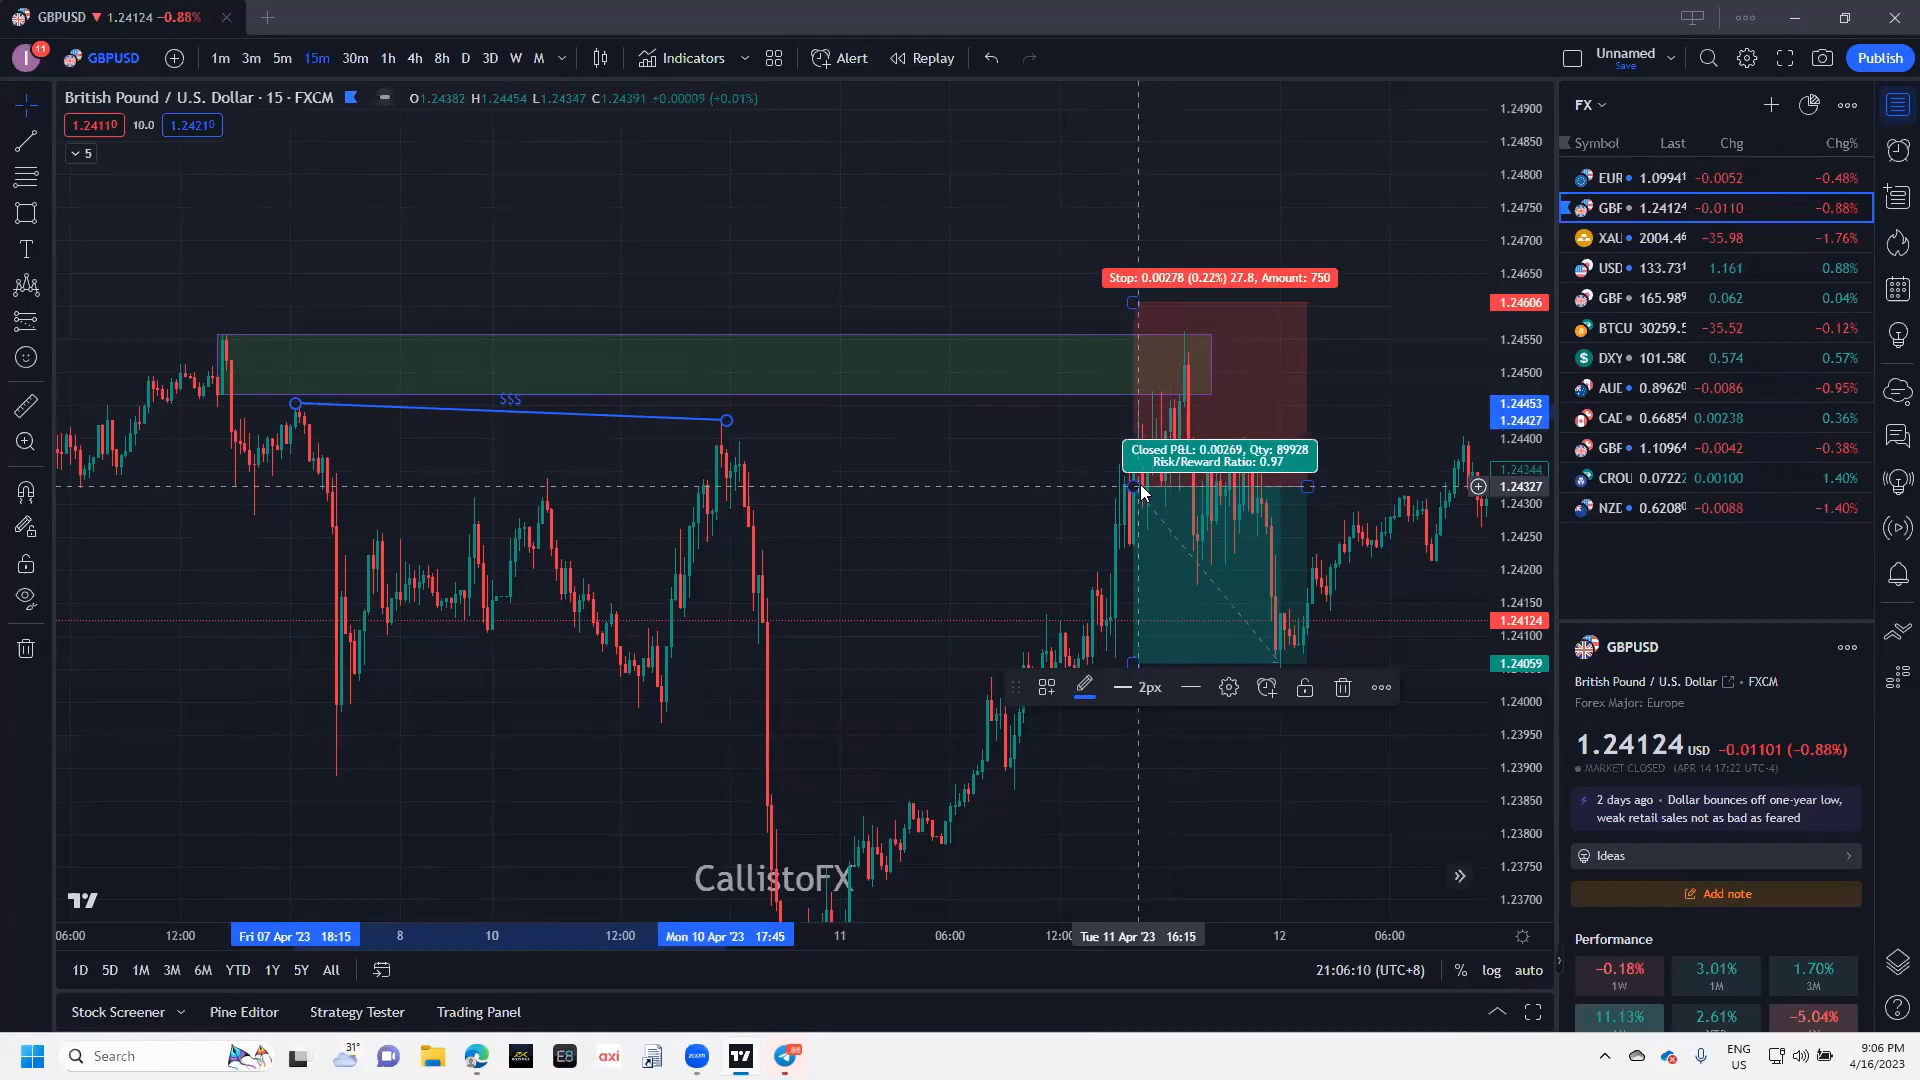 GBPUSD ▼ 1.24124 −0.88%
I 11 GBPUSD 1m 3m 5m 15m 30m 1h 4h 8h D 3D W M Indicators Alert Replay Unnamed Save Publish
British Pound / U.S. Dollar · 15 · FXCM O1.24382 H1.24454 L1.24347 C1.24391 +0.00009 (+0.01%)
1.24110 10.0 1.24210
5
1.24900
1.24850
1.24800
1.24750
1.24700
1.24650
1.24606
1.24550
1.24500
1.24453
1.24427
1.24400
1.24344
1.24327
1.24300
1.24250
1.24200
1.24150
1.24124
1.24100
1.24059
1.24000
1.23950
1.23900
1.23850
1.23800
1.23750
1.23700
Stop: 0.00278 (0.22%) 27.8, Amount: 750
$$$
Closed P&L: 0.00269, Qty: 89928
Risk/Reward Ratio: 0.97
2px
CallistoFX
06:00 12:00 Fri 07 Apr '23 18:15 8 10 12:00 Mon 10 Apr '23 17:45 11 06:00 12:00 Tue 11 Apr '23 16:15 12 06:00
1D 5D 1M 3M 6M YTD 1Y 5Y All 21:06:10 (UTC+8) % log auto
Stock Screener Pine Editor Strategy Tester Trading Panel
FX
Symbol Last Chg Chg%
EUR 1.09941 −0.0052 −0.48%
GBP 1.24124 −0.0110 −0.88%
XAU 2004.46 −35.98 −1.76%
USD 133.731 1.161 0.88%
GBP 165.989 0.062 0.04%
BTCU 30259.5 −35.52 −0.12%
DXY 101.580 0.574 0.57%
AUD 0.89620 −0.0086 −0.95%
CAD 0.66854 0.00238 0.36%
GBP 1.10964 −0.0042 −0.38%
CROU 0.07222 0.00100 1.40%
NZD 0.62080 −0.0088 −1.40%
GBPUSD
British Pound / U.S. Dollar • FXCM
Forex Major: Europe
1.24124 USD −0.01101 (−0.88%)
MARKET CLOSED (APR 14 17:22 UTC-4)
2 days ago • Dollar bounces off one-year low,
weak retail sales not as bad as feared
Ideas
Add note
Performance
−0.18% 3.01% 1.70%
1W 1M 3M
11.13% 2.61% −5.04%
Search 31° E8 axi zoom ENG 9:06 PM
US 4/16/2023